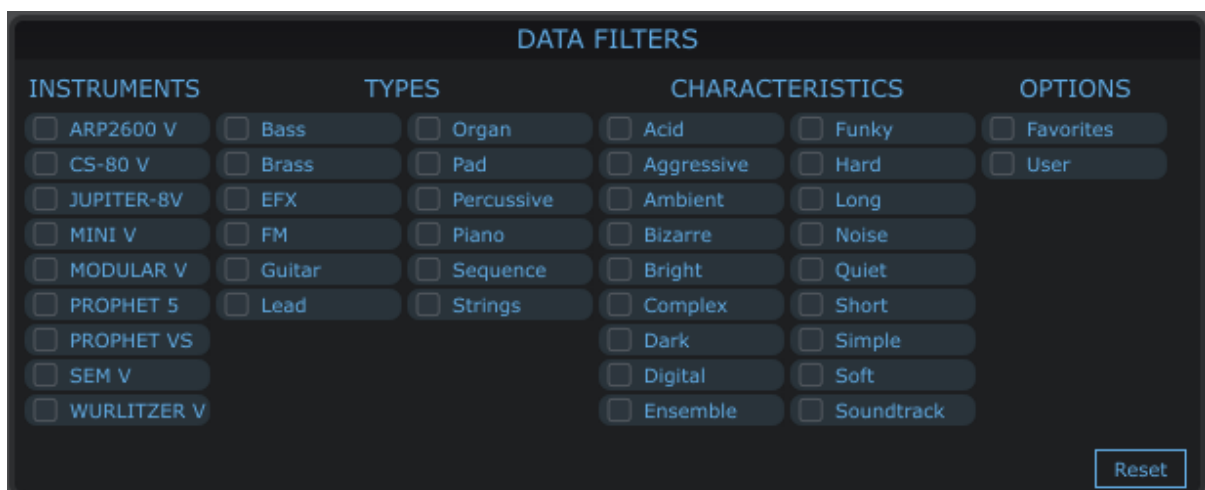 DATA FILTERS
INSTRUMENTS TYPES CHARACTERISTICS OPTIONS
ARP2600 V Bass Organ Acid Funky Favorites
CS-80 V Brass Pad Aggressive Hard User
JUPITER-8V EFX Percussive Ambient Long
MINI V FM Piano Bizarre Noise
MODULAR V Guitar Sequence Bright Quiet
PROPHET 5 Lead Strings Complex Short
PROPHET VS Dark Simple
SEM V Digital Soft
WURLITZER V Ensemble Soundtrack
Reset